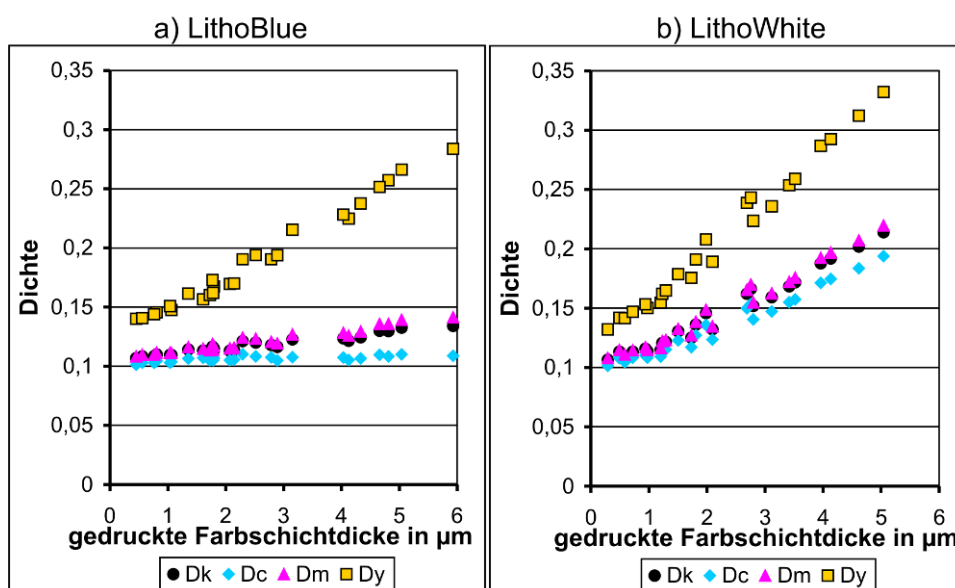 a) LithoBlue
b) LithoWhite
Dichte
0,35
0,3
0,25
0,2
0,15
0,1
0,05
0
0 1 2 3 4 5 6
gedruckte Farbschichtdicke in µm
Dk Dc Dm Dy
Dichte
0,35
0,3
0,25
0,2
0,15
0,1
0,05
0
0 1 2 3 4 5 6
gedruckte Farbschichtdicke in µm
Dk Dc Dm Dy